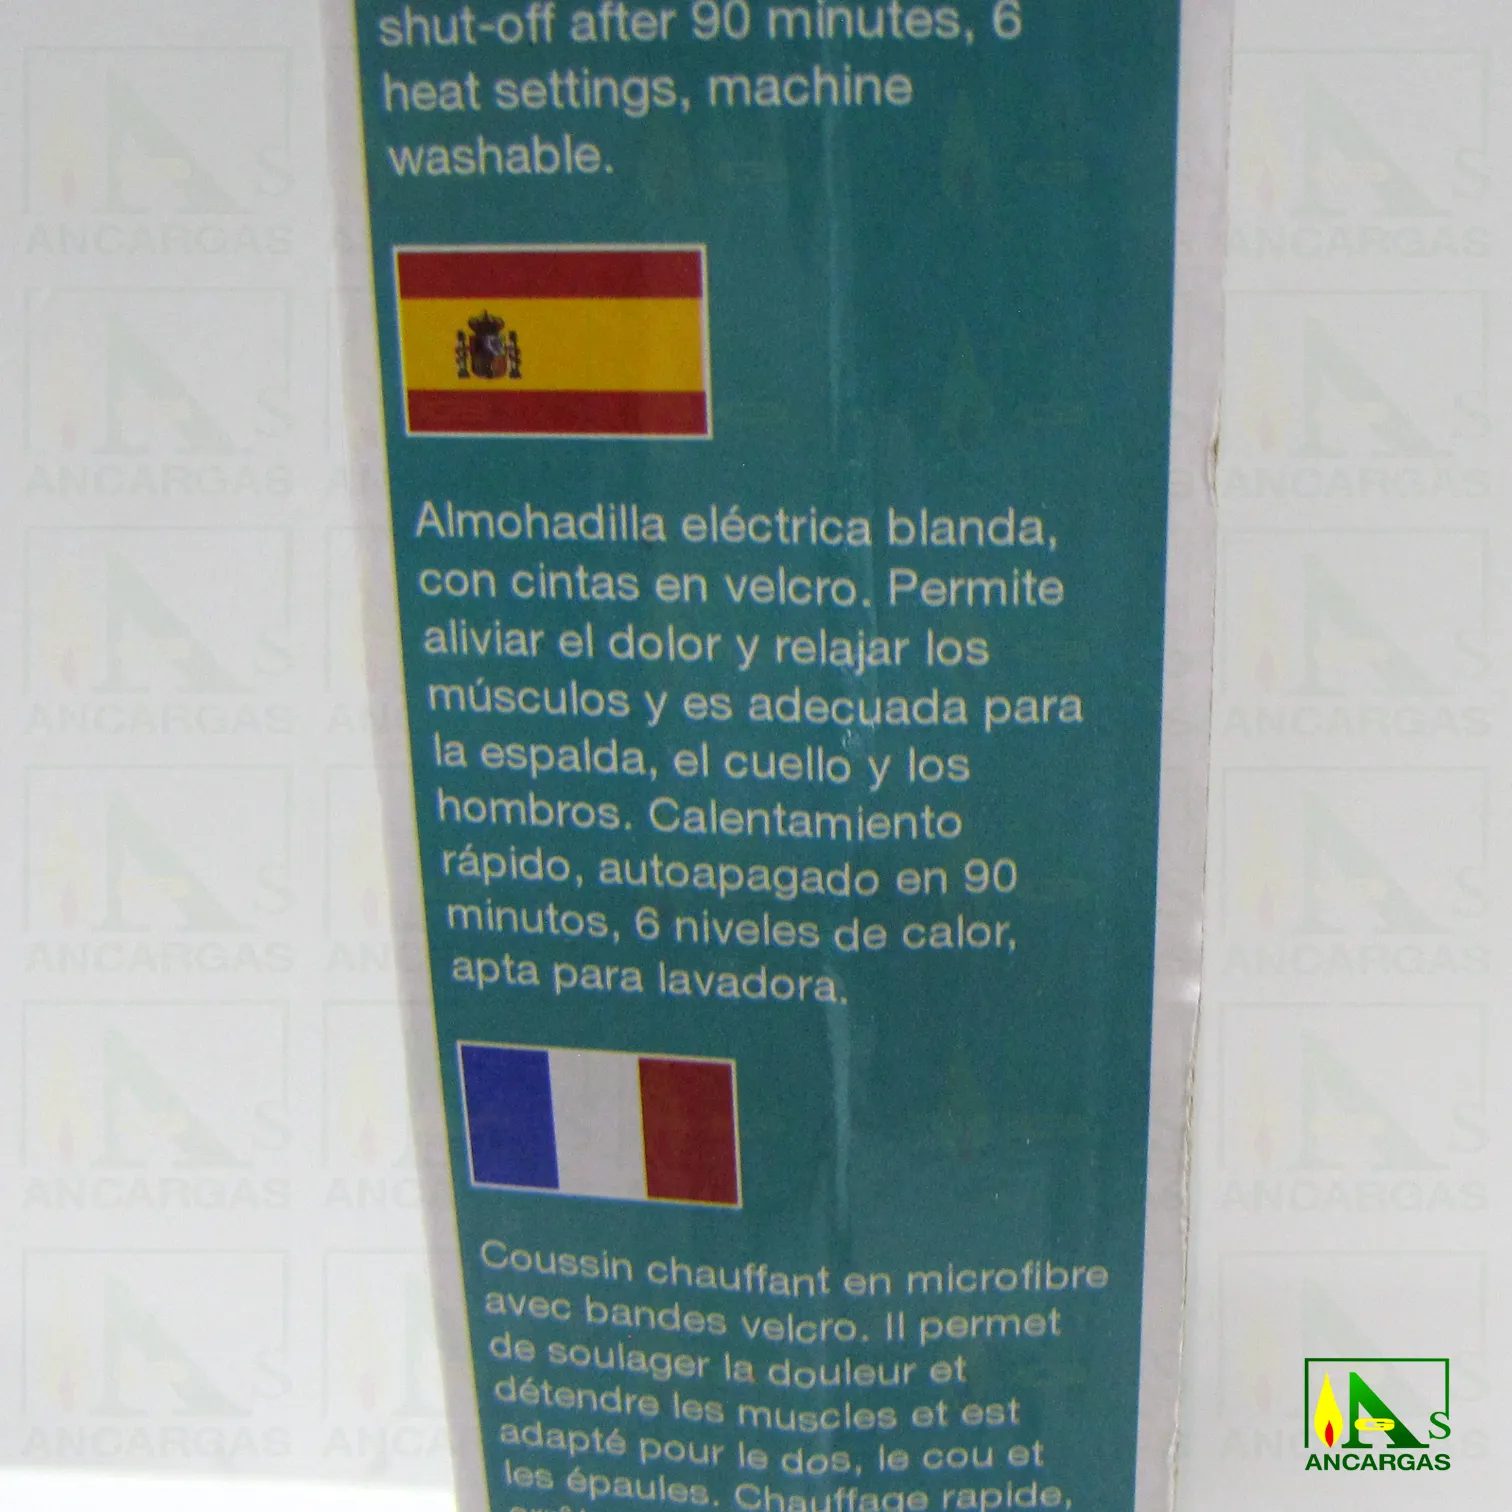 shut-off after 90 minutes, 6
heat settings, machine
washable.
Almohadilla eléctrica blanda,
con cintas en velcro. Permite
aliviar el dolor y relajar los
músculos y es adecuada para
la espalda, el cuello y los
hombros. Calentamiento
rápido, autoapagado en 90
minutos, 6 niveles de calor,
apta para lavadora.
Coussin chauffant en microfibre
avec bandes velcro. Il permet
de soulager la douleur et
détendre les muscles et est
adapté pour le dos, le cou et
les épaules. Chauffage rapide,
AGS
ANCARGAS